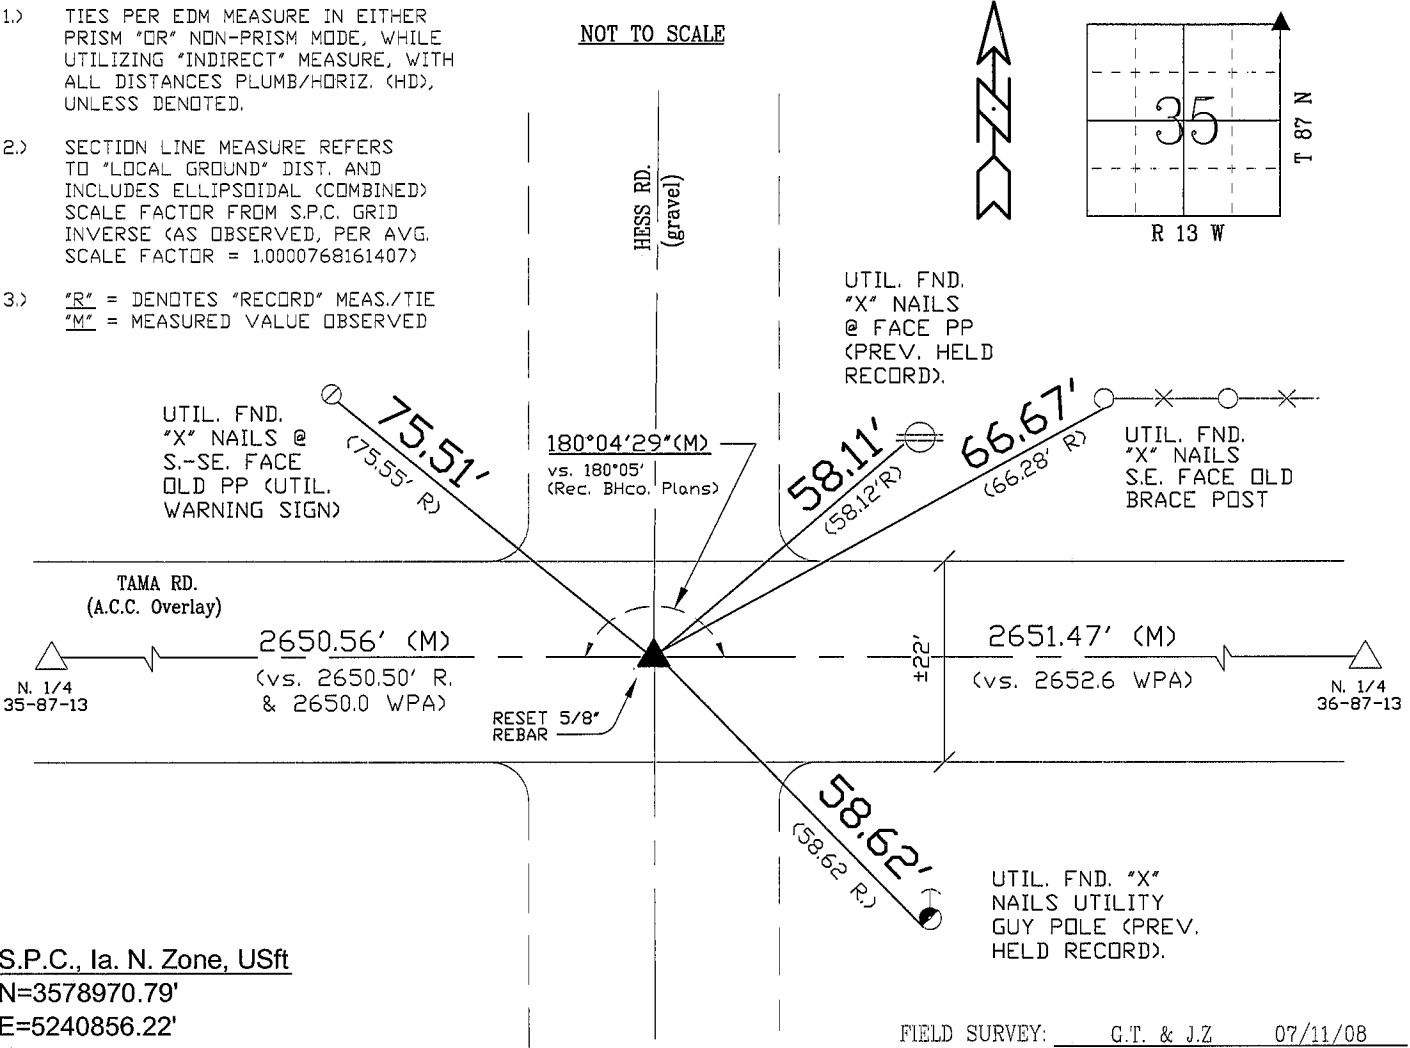 1.) TIES PER EDM MEASURE IN EITHER
PRISM "OR" NON-PRISM MODE, WHILE
UTILIZING "INDIRECT" MEASURE, WITH
ALL DISTANCES PLUMB/HORIZ. (HD),
UNLESS DENOTED.
2.) SECTION LINE MEASURE REFERS
TO "LOCAL GROUND" DIST. AND
INCLUDES ELLIPSOIDAL (COMBINED)
SCALE FACTOR FROM S.P.C. GRID
INVERSE (AS OBSERVED, PER AVG.
SCALE FACTOR = 1.0000768161407)
3.) "R" = DENOTES "RECORD" MEAS./TIE
"M" = MEASURED VALUE OBSERVED
NOT TO SCALE
N
35
T 87 N
R 13 W
HESS RD.
(gravel)
UTIL. FND.
"X" NAILS
@ FACE PP
(PREV. HELD
RECORD).
UTIL. FND.
"X" NAILS @
S.-SE. FACE
OLD PP (UTIL.
WARNING SIGN)
75.51'
(75.55' R)
180°04'29"(M)
vs. 180°05'
(Rec. BHco. Plans)
58.11'
(58.12'R)
66.67'
(66.28' R)
UTIL. FND.
"X" NAILS
S.E. FACE OLD
BRACE POST
TAMA RD.
(A.C.C. Overlay)
2650.56' (M)
(vs. 2650.50' R.
& 2650.0 WPA)
N. 1/4
35-87-13
RESET 5/8"
REBAR
±22'
2651.47' (M)
(vs. 2652.6 WPA)
N. 1/4
36-87-13
58.62'
(58.62 R.)
UTIL. FND. "X"
NAILS UTILITY
GUY POLE (PREV.
HELD RECORD).
S.P.C., Ia. N. Zone, USft
N=3578970.79'
E=5240856.22'
FIELD SURVEY: G.T. & J.Z 07/11/08